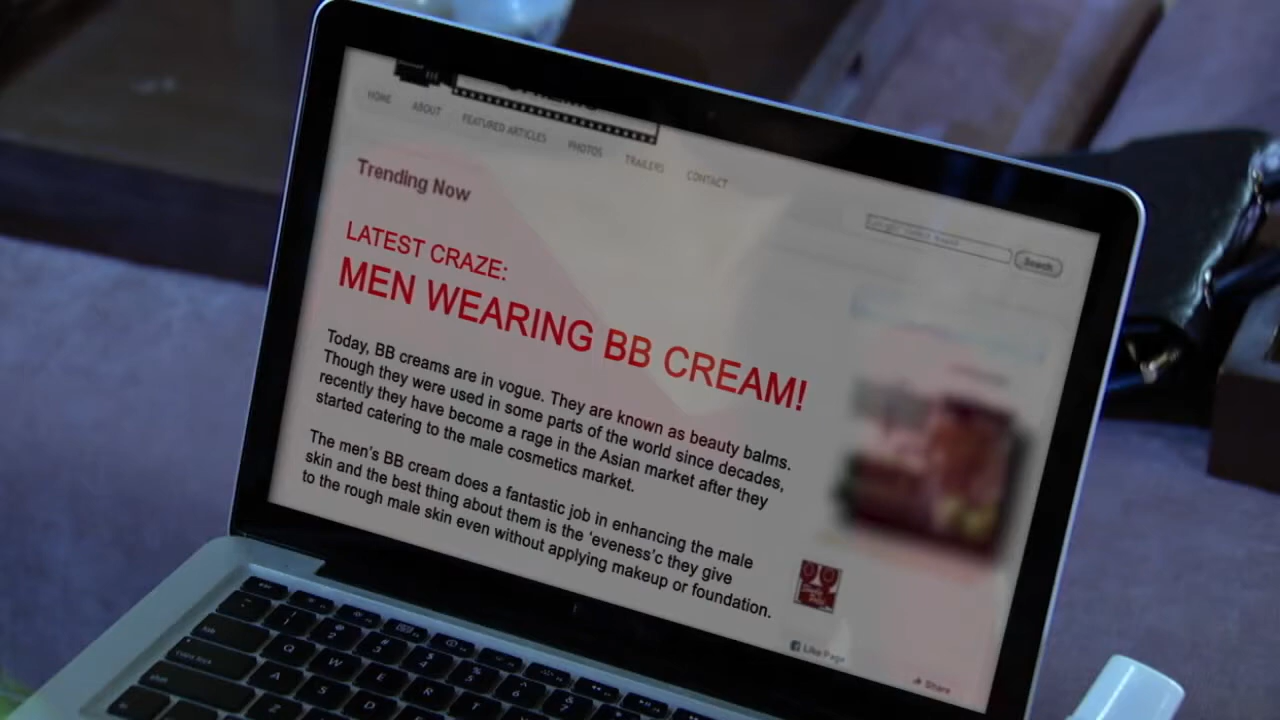 HOME ABOUT FEATURED ARTICLES PHOTOS TRAILERS CONTACT
Trending Now
Search
LATEST CRAZE:
MEN WEARING BB CREAM!
Today, BB creams are in vogue. They are known as beauty balms.
Though they were used in some parts of the world since decades,
recently they have become a rage in the Asian market after they
started catering to the male cosmetics market.
The men's BB cream does a fantastic job in enhancing the male
skin and the best thing about them is the 'eveness'c they give
to the rough male skin even without applying makeup or foundation.
Like Page
Share
tab
Q W E R
A S D F
Z